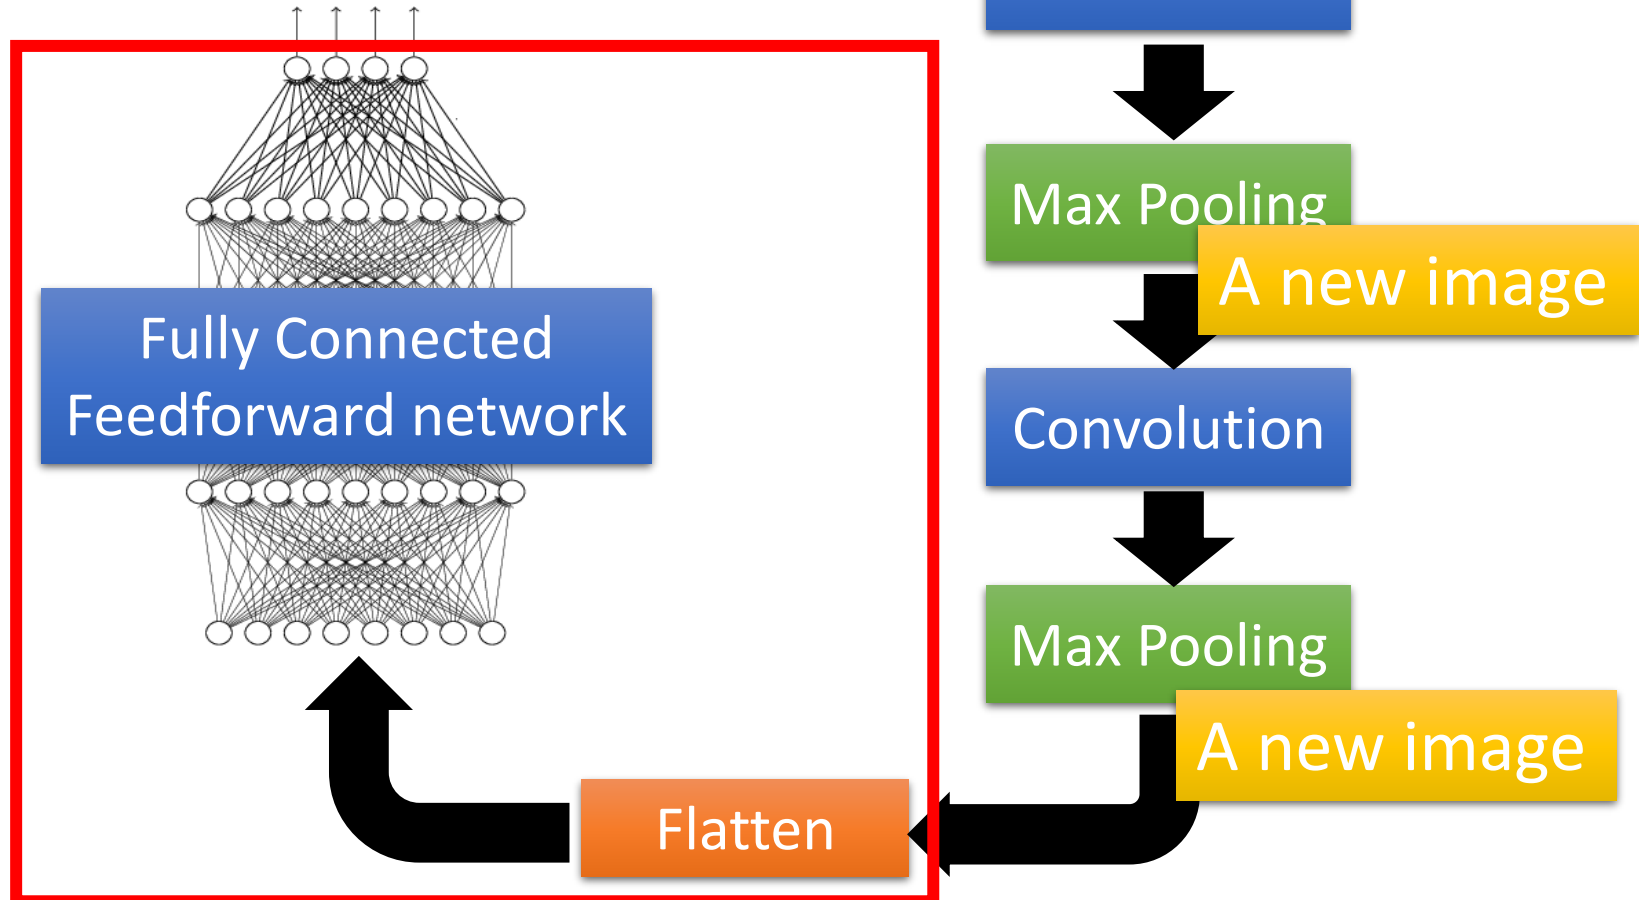 Max Pooling
A new image
Fully Connected
Feedforward network
Convolution
Max Pooling
A new image
Flatten